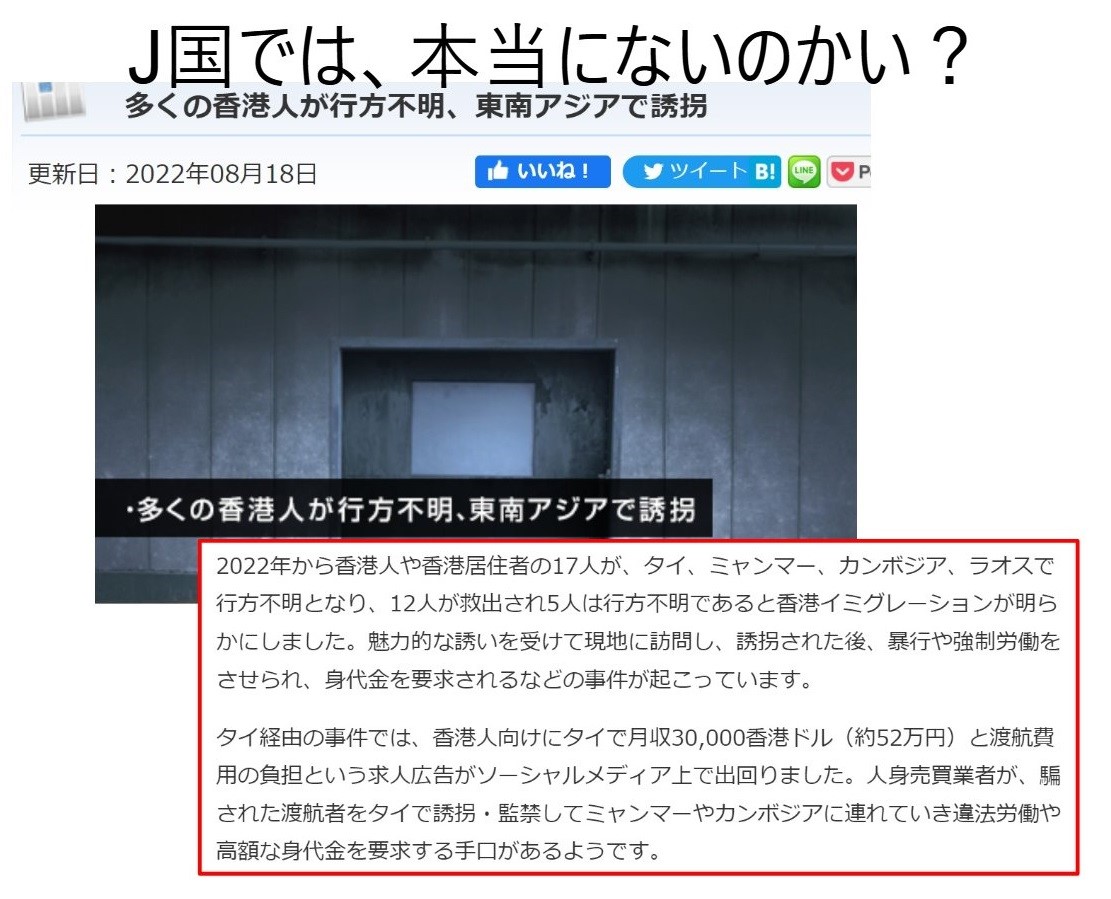 J国では、本当にないのかい？
多くの香港人が行方不明、東南アジアで誘拐
更新日：2022年08月18日
いいね！
ツイート
B!
LINE
・多くの香港人が行方不明、東南アジアで誘拐
2022年から香港人や香港居住者の17人が、タイ、ミャンマー、カンボジア、ラオスで
行方不明となり、12人が救出され5人は行方不明であると香港イミグレーションが明ら
かにしました。魅力的な誘いを受けて現地に訪問し、誘拐された後、暴行や強制労働を
させられ、身代金を要求されるなどの事件が起こっています。
タイ経由の事件では、香港人向けにタイで月収30,000香港ドル（約52万円）と渡航費
用の負担という求人広告がソーシャルメディア上で出回りました。人身売買業者が、騙
された渡航者をタイで誘拐・監禁してミャンマーやカンボジアに連れていき違法労働や
高額な身代金を要求する手口があるようです。